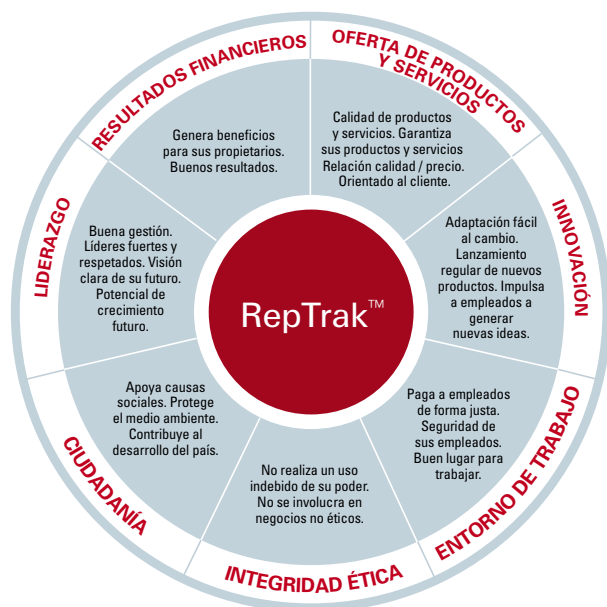 RESULTADOS FINANCIEROS
Genera beneficios
para sus propietarios.
Buenos resultados.
OFERTA DE PRODUCTOS
Y SERVICIOS
Calidad de productos
y servicios. Garantiza
sus productos y servicios
Relación calidad / precio.
Orientado al cliente.
INNOVACIÓN
Adaptación fácil
al cambio.
Lanzamiento
regular de nuevos
productos. Impulsa
a empleados a
generar
nuevas ideas.
ENTORNO DE TRABAJO
Paga a empleados
de forma justa.
Seguridad de
sus empleados.
Buen lugar para
trabajar.
INTEGRIDAD ÉTICA
No realiza un uso
indebido de su poder.
No se involucra en
negocios no éticos.
CIUDADANÍA
Apoya causas
sociales. Protege
el medio ambiente.
Contribuye al
desarrollo del país.
LIDERAZGO
Buena gestión.
Líderes fuertes y
respetados. Visión
clara de su futuro.
Potencial de
crecimiento
futuro.
RepTrak™